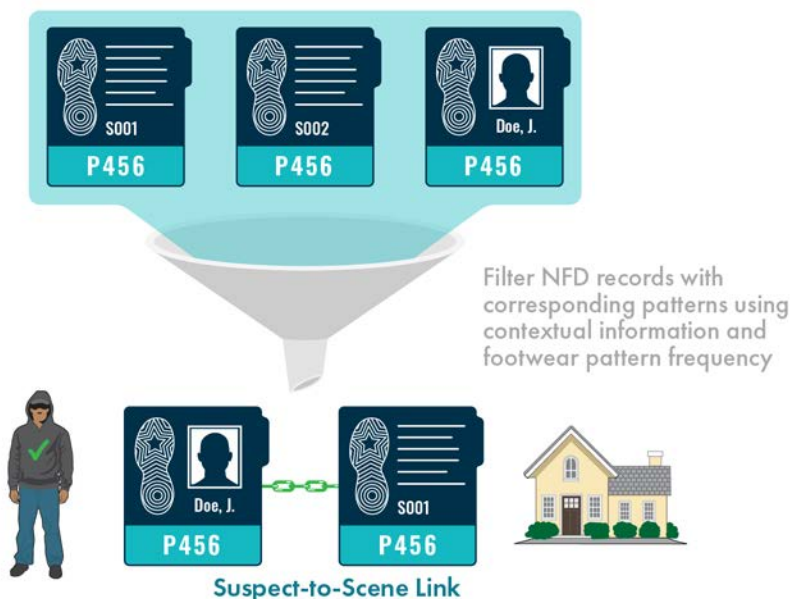 S001
S002
Doe, J.
P456
P456
P456
Filter NFD records with
corresponding patterns using
contextual information and
footwear pattern frequency
Doe, J.
S001
P456
P456
Suspect-to-Scene Link